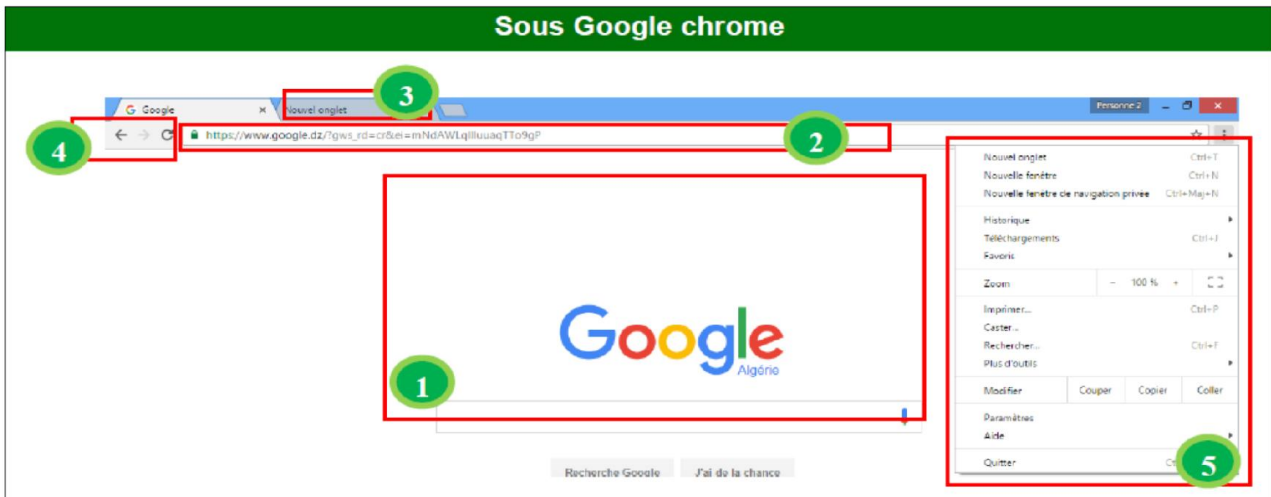 Sous Google chrome
3
Google
Nouvel onglet
Personne 2
4
https://www.google.dz/?gws_rd=cr&ei=mNdAWLqIIIuuaqTTo9gP
2
Nouvel onglet Ctrl+T
Nouvelle fenêtre Ctrl+N
Nouvelle fenêtre de navigation privée Ctrl+Maj+N
Historique
Téléchargements Ctrl+J
Favoris
Zoom - 100 % +
Imprimer... Ctrl+P
Caster...
Rechercher... Ctrl+F
Plus d'outils
Modifier Couper Copier Coller
Paramètres
Aide
Quitter
5
Google
Algérie
1
Recherche Google J'ai de la chance